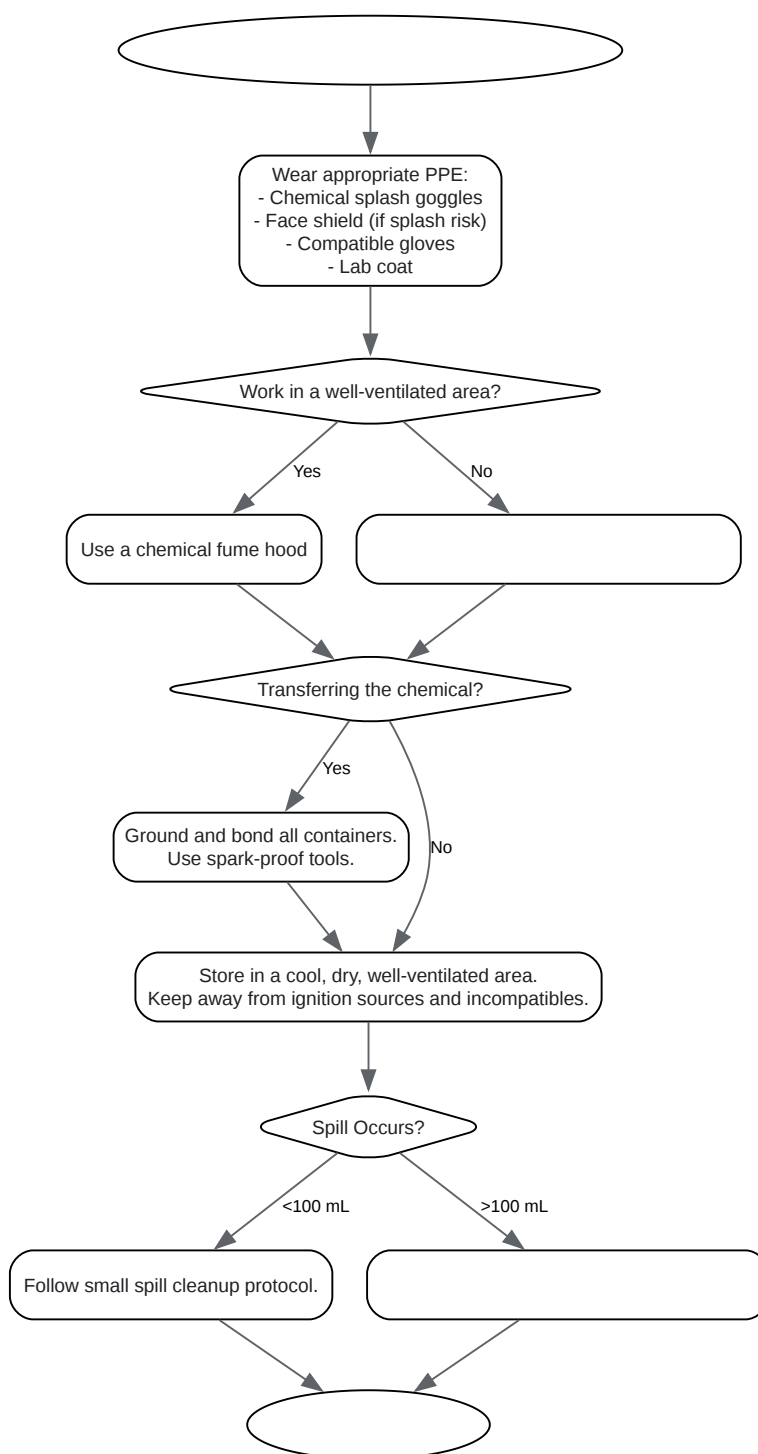 Wear appropriate PPE:
- Chemical splash goggles
- Face shield (if splash risk)
- Compatible gloves
- Lab coat
Work in a well-ventilated area?
Yes
No
Use a chemical fume hood
Transferring the chemical?
Yes
Ground and bond all containers.
Use spark-proof tools.
No
Store in a cool, dry, well-ventilated area.
Keep away from ignition sources and incompatibles.
Spill Occurs?
<100 mL
>100 mL
Follow small spill cleanup protocol.